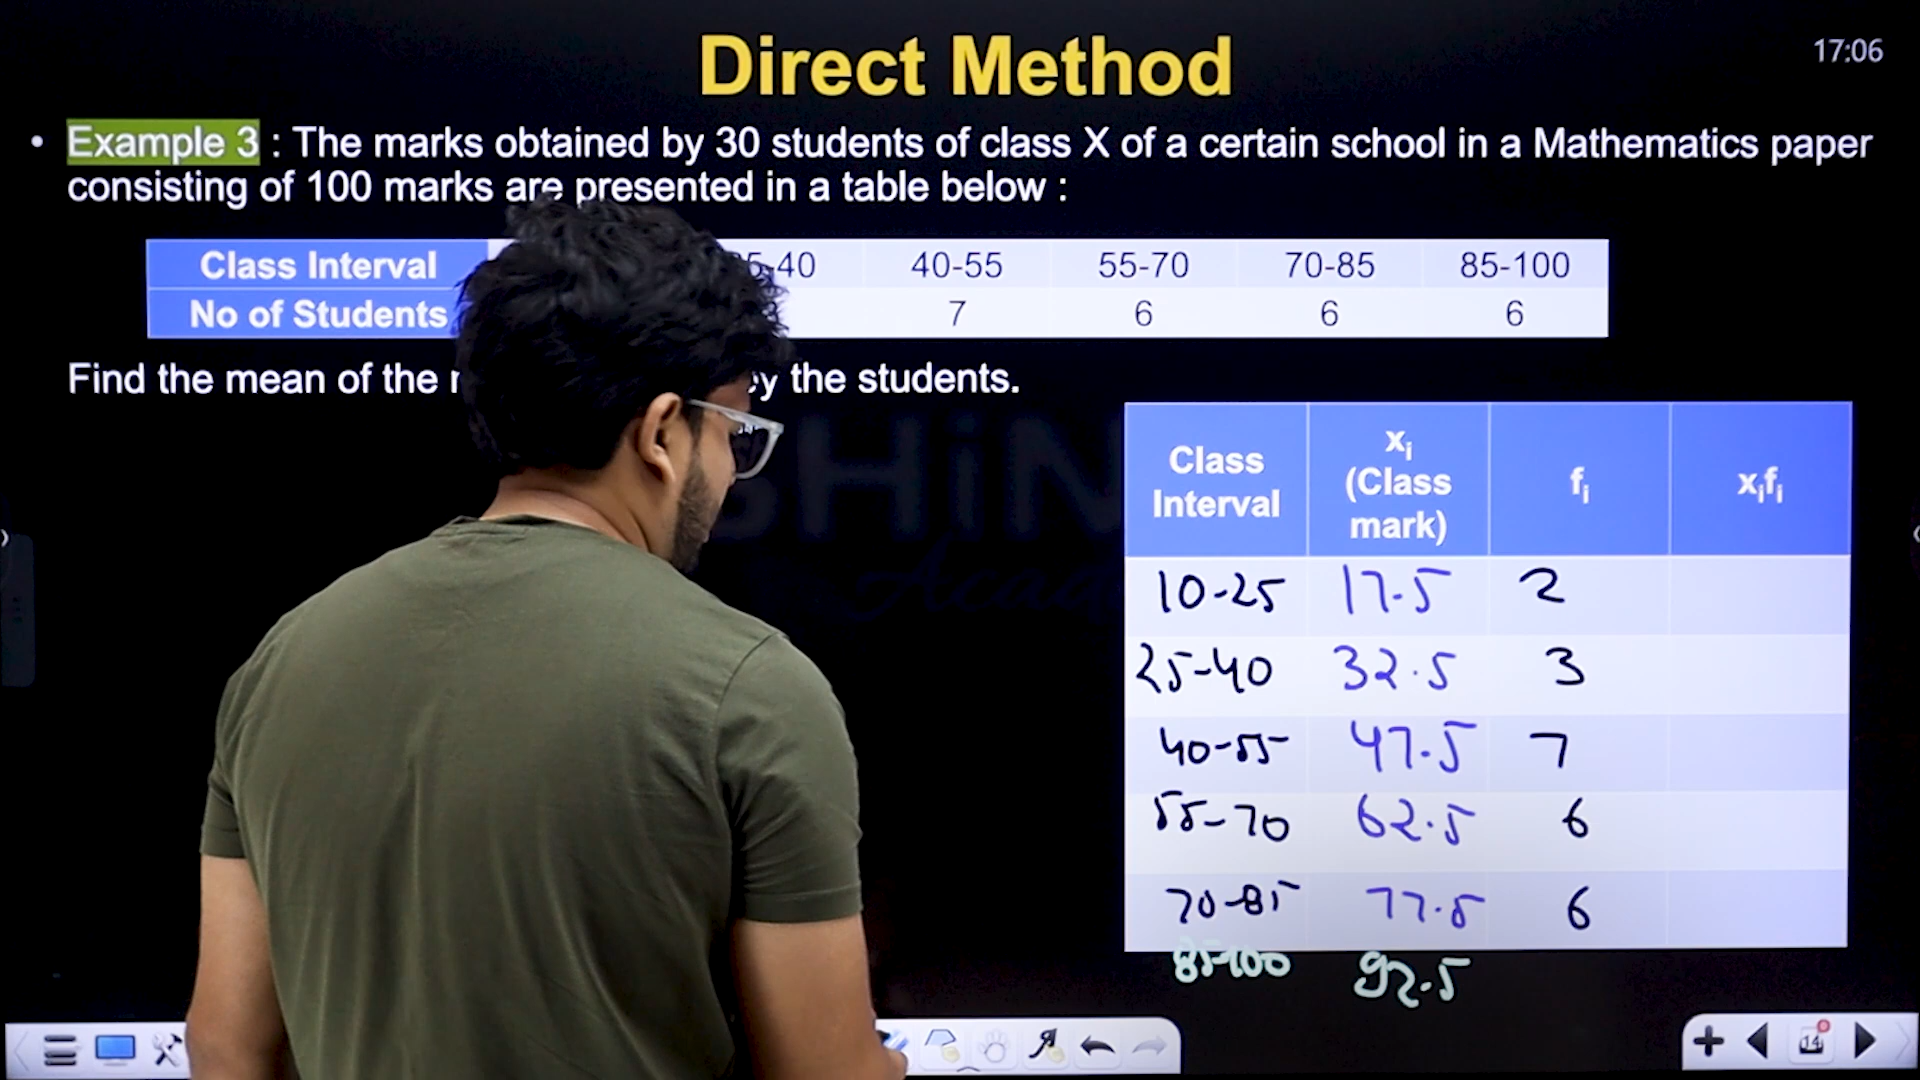 Direct Method
17:06
• Example 3 : The marks obtained by 30 students of class X of a certain school in a Mathematics paper
consisting of 100 marks are presented in a table below :
Class Interval 5-40 40-55 55-70 70-85 85-100
No of Students 7 6 6 6
Find the mean of the the students.
Class Interval xi (Class mark) fi xifi
10-25 17.5 2
25-40 32.5 3
40-55 47.5 7
55-70 62.5 6
70-85 77.5 6
85-100 92.5
14